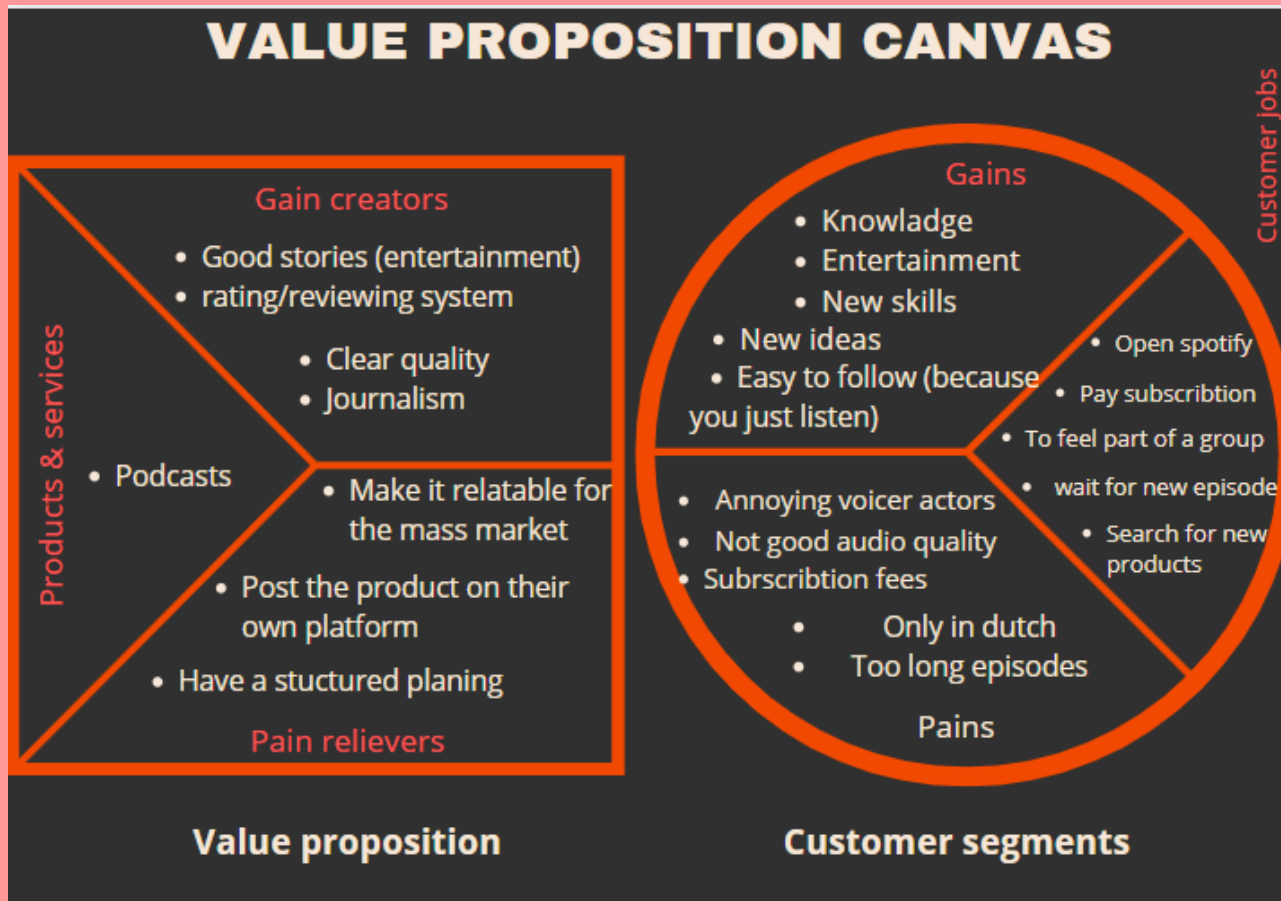 VALUE PROPOSITION CANVAS
Customer jobs
Gain creators
• Good stories (entertainment)
• rating/reviewing system
• Clear quality
• Journalism
Products & services
• Podcasts
• Make it relatable for
the mass market
• Post the product on their
own platform
• Have a stuctured planing
Pain relievers
Value proposition
Gains
• Knowladge
• Entertainment
• New skills
• New ideas
• Easy to follow (because
you just listen)
• Open spotify
• Pay subscribtion
• To feel part of a group
• wait for new episode
• Search for new
products
• Annoying voicer actors
• Not good audio quality
• Subrscribtion fees
• Only in dutch
• Too long episodes
Pains
Customer segments